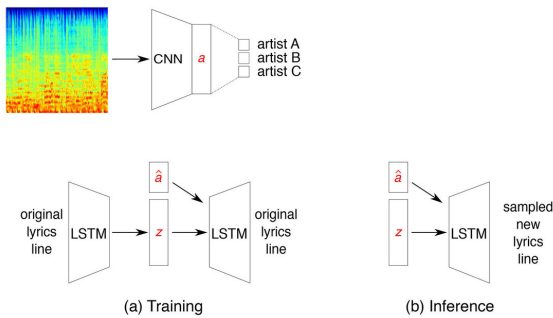 CNN
a
artist A
artist B
artist C
original
lyrics
line
LSTM
â
z
LSTM
original
lyrics
line
(a) Training
â
z
LSTM
sampled
new
lyrics
line
(b) Inference